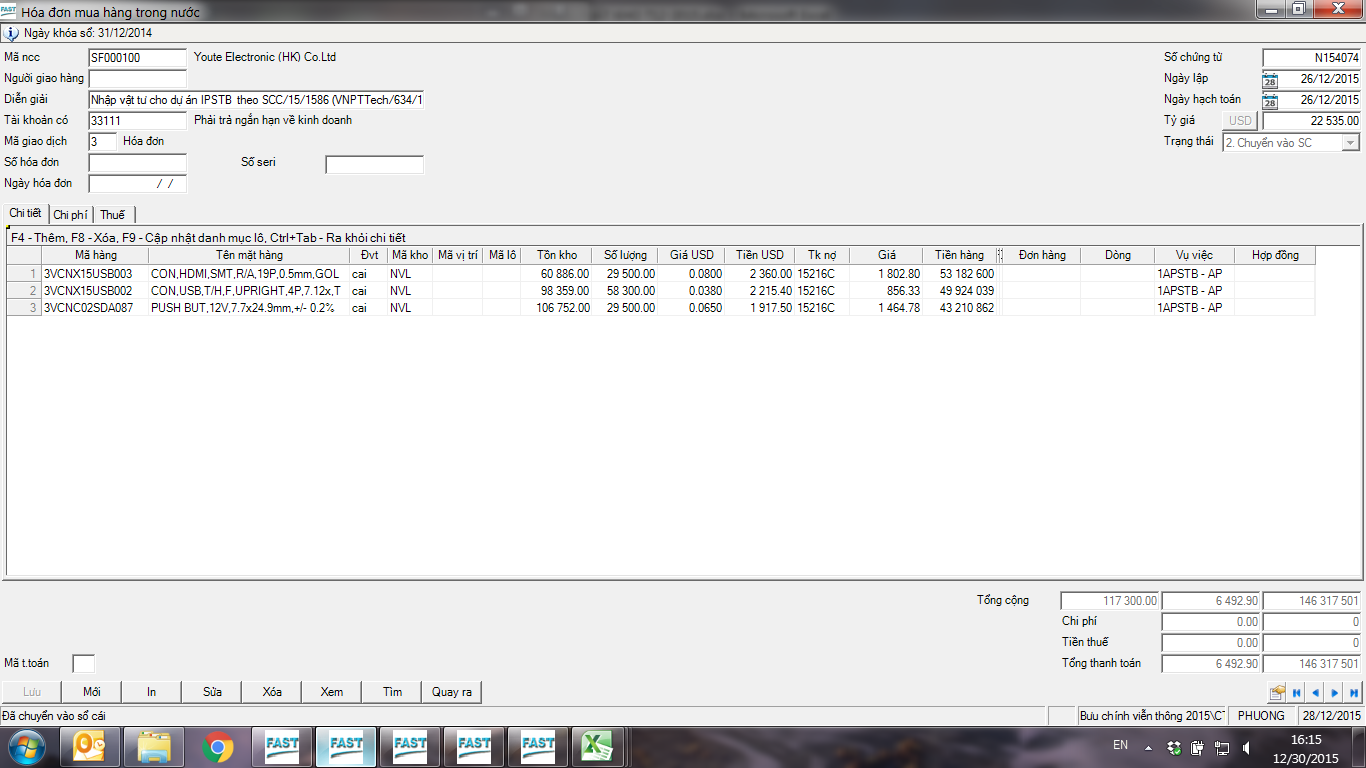 FAST Hóa đơn mua hàng trong nước
Ngày khóa sổ: 31/12/2014
Mã ncc SF000100 Youte Electronic (HK) Co.Ltd Số chứng từ N154074
Người giao hàng Ngày lập 28 26/12/2015
Diễn giải Nhập vật tư cho dự án IPSTB theo SCC/15/1586 (VNPTTech/634/1 Ngày hạch toán 28 26/12/2015
Tài khoản có 33111 Phải trả ngắn hạn về kinh doanh Tỷ giá USD 22 535.00
Mã giao dịch 3 Hóa đơn Trạng thái 2. Chuyển vào SC
Số hóa đơn Số seri
Ngày hóa đơn / /
Chi tiết Chi phí Thuế
F4 - Thêm, F8 - Xóa, F9 - Cập nhật danh mục lô, Ctrl+Tab - Ra khỏi chi tiết
Mã hàng Tên mặt hàng Đvt Mã kho Mã vị trí Mã lô Tồn kho Số lượng Giá USD Tiền USD Tk nợ Giá Tiền hàng Đơn hàng Dòng Vụ việc Hợp đồng
1 3VCNX15USB003 CON,HDMI,SMT,R/A,19P,0.5mm,GOL cai NVL 60 886.00 29 500.00 0.0800 2 360.00 15216C 1 802.80 53 182 600 1APSTB - AP
2 3VCNX15USB002 CON,USB,T/H,F,UPRIGHT,4P,7.12x,T cai NVL 98 359.00 58 300.00 0.0380 2 215.40 15216C 856.33 49 924 039 1APSTB - AP
3 3VCNC02SDA087 PUSH BUT,12V,7.7x24.9mm,+/- 0.2% cai NVL 106 752.00 29 500.00 0.0650 1 917.50 15216C 1 464.78 43 210 862 1APSTB - AP
Tổng cộng 117 300.00 6 492.90 146 317 501
Chi phí 0.00 0
Tiền thuế 0.00 0
Mã t.toán Tổng thanh toán 6 492.90 146 317 501
Lưu Mới In Sửa Xóa Xem Tìm Quay ra
Đã chuyển vào sổ cái Bưu chính viễn thông 2015\C PHUONG 28/12/2015
FAST FAST FAST FAST FAST EN 16:15
12/30/2015